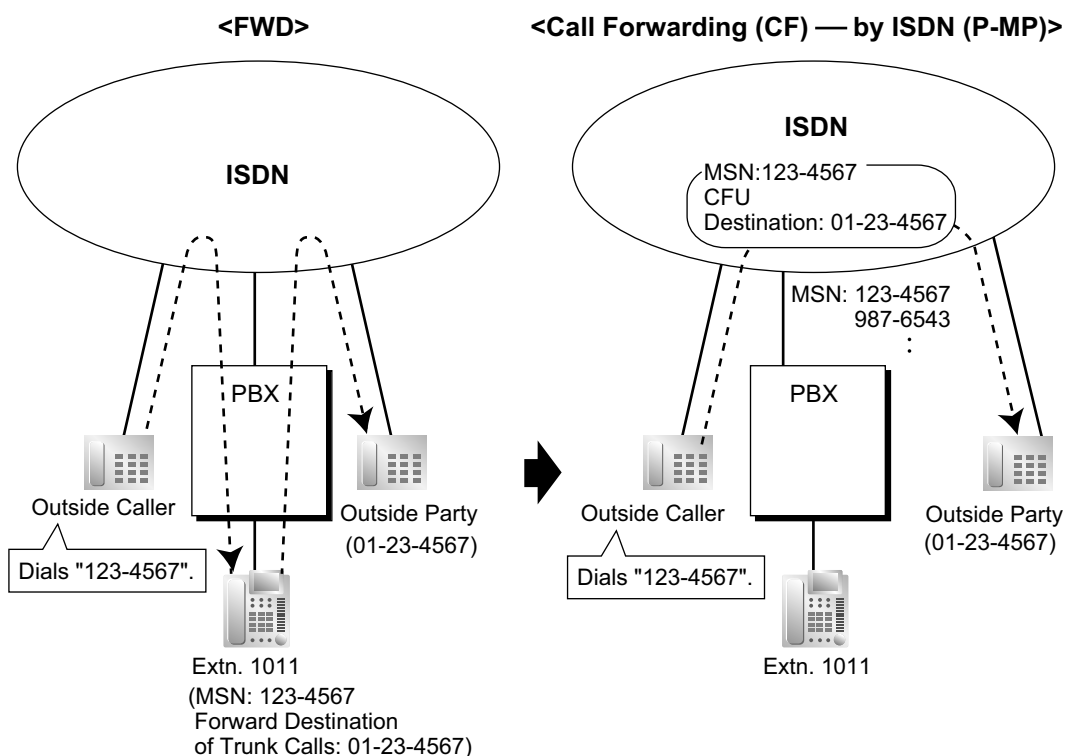 <FWD>
<Call Forwarding (CF) — by ISDN (P-MP)>
ISDN
PBX
Outside Caller
Dials "123-4567".
Outside Party
(01-23-4567)
Extn. 1011
(MSN: 123-4567
Forward Destination
of Trunk Calls: 01-23-4567)
ISDN
MSN:123-4567
CFU
Destination: 01-23-4567
MSN: 123-4567
987-6543
:
PBX
Outside Caller
Dials "123-4567".
Outside Party
(01-23-4567)
Extn. 1011